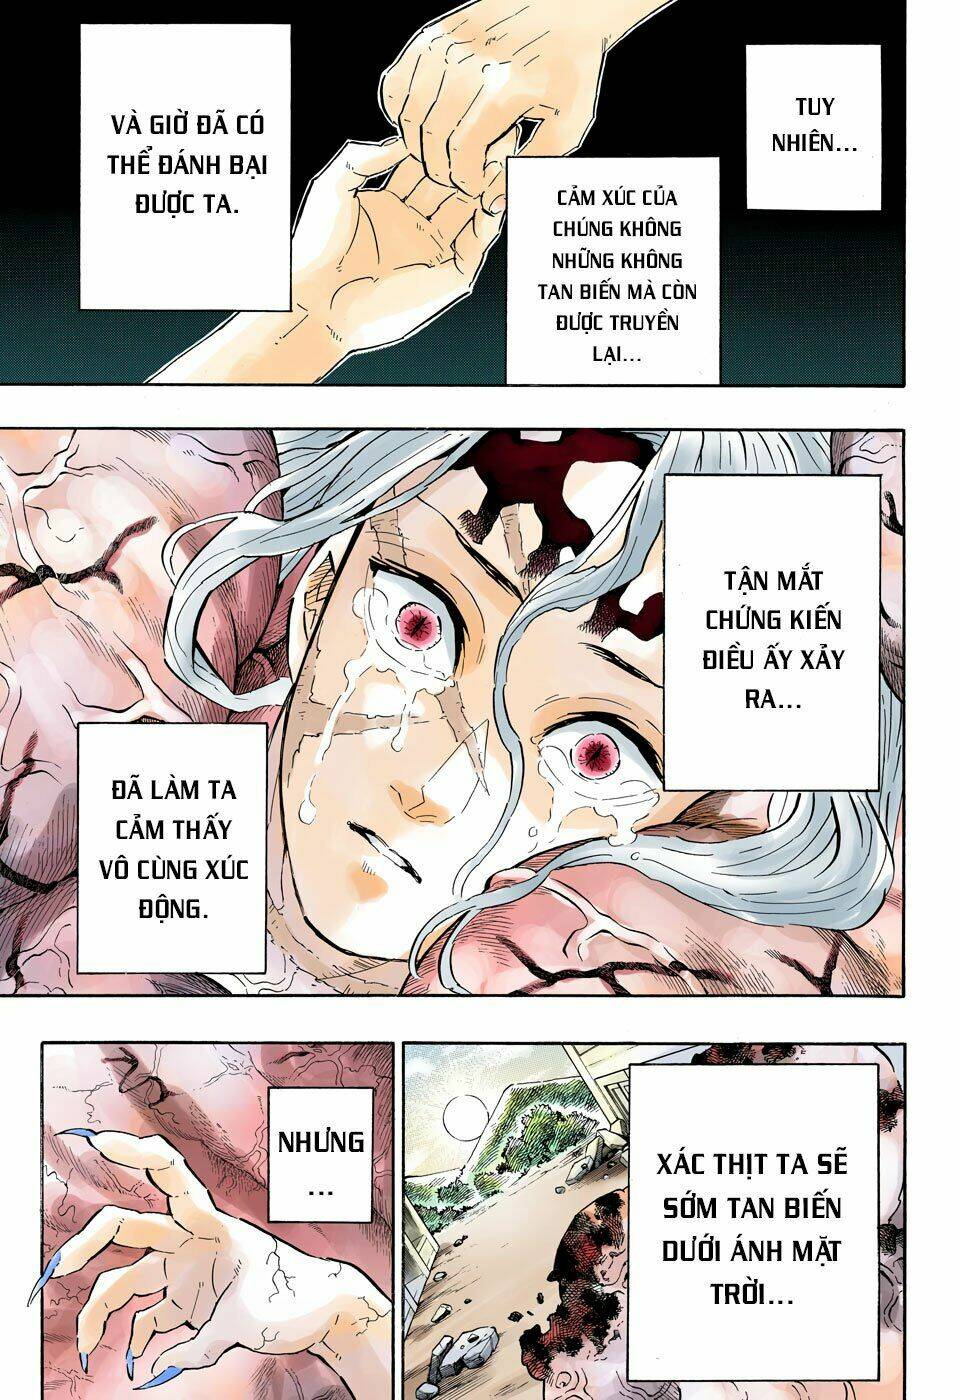 TUY
NHIÊN...
CẢM XÚC CỦA
CHÚNG KHÔNG
NHỮNG KHÔNG
TAN BIẾN MÀ CÒN
ĐƯỢC TRUYỀN
LẠI...
VÀ GIỜ ĐÃ CÓ
THỂ ĐÁNH BẠI
ĐƯỢC TA.
TẬN MẮT
CHỨNG KIẾN
ĐIỀU ẤY XẢY
RA...
ĐÃ LÀM TA
CẢM THẤY
VÔ CÙNG XÚC
ĐỘNG.
XÁC THỊT TA SẼ
SỚM TAN BIẾN
DƯỚI ÁNH MẶT
TRỜI...
NHƯNG
...